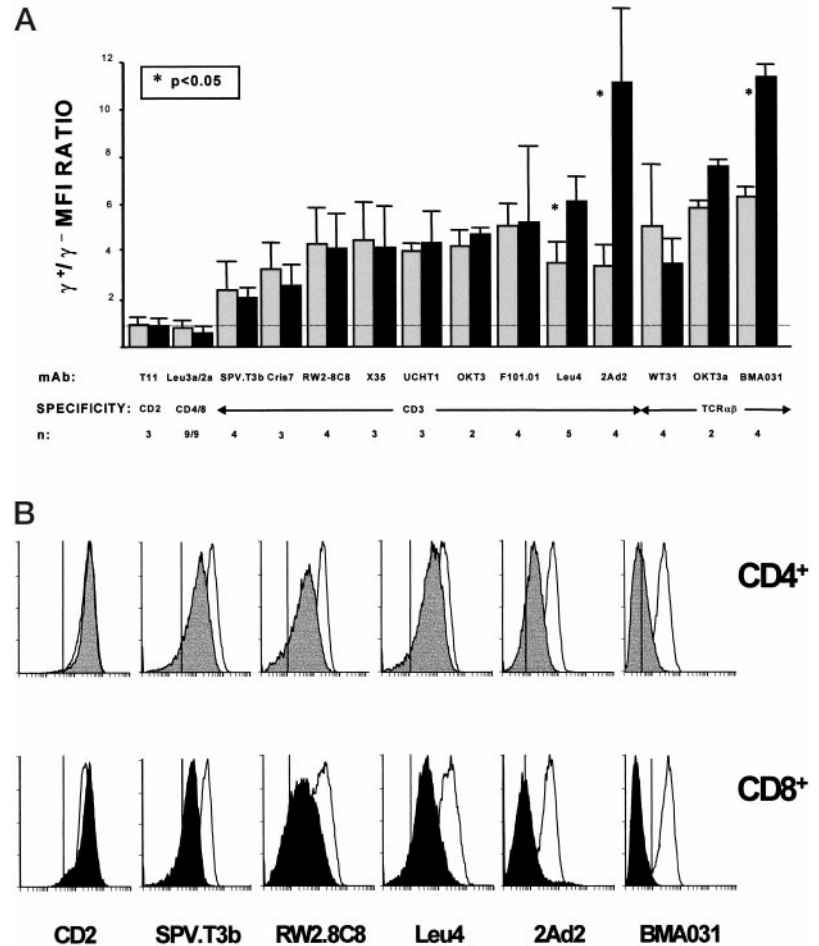 A
* p<0.05
γ+/γ− MFI RATIO
12
10
8
6
4
2
* * *
mAb: T11 Leu3a/2a SPV.T3b Cris7 RW2-8C8 X35 UCHT1 OKT3 F101.01 Leu4 2Ad2 WT31 OKT3a BMA031
SPECIFICITY: CD2 CD4/8 CD3 TCRαβ
n: 3 9/9 4 3 4 3 3 2 4 5 4 4 2 4
B
CD4+
CD8+
CD2 SPV.T3b RW2.8C8 Leu4 2Ad2 BMA031